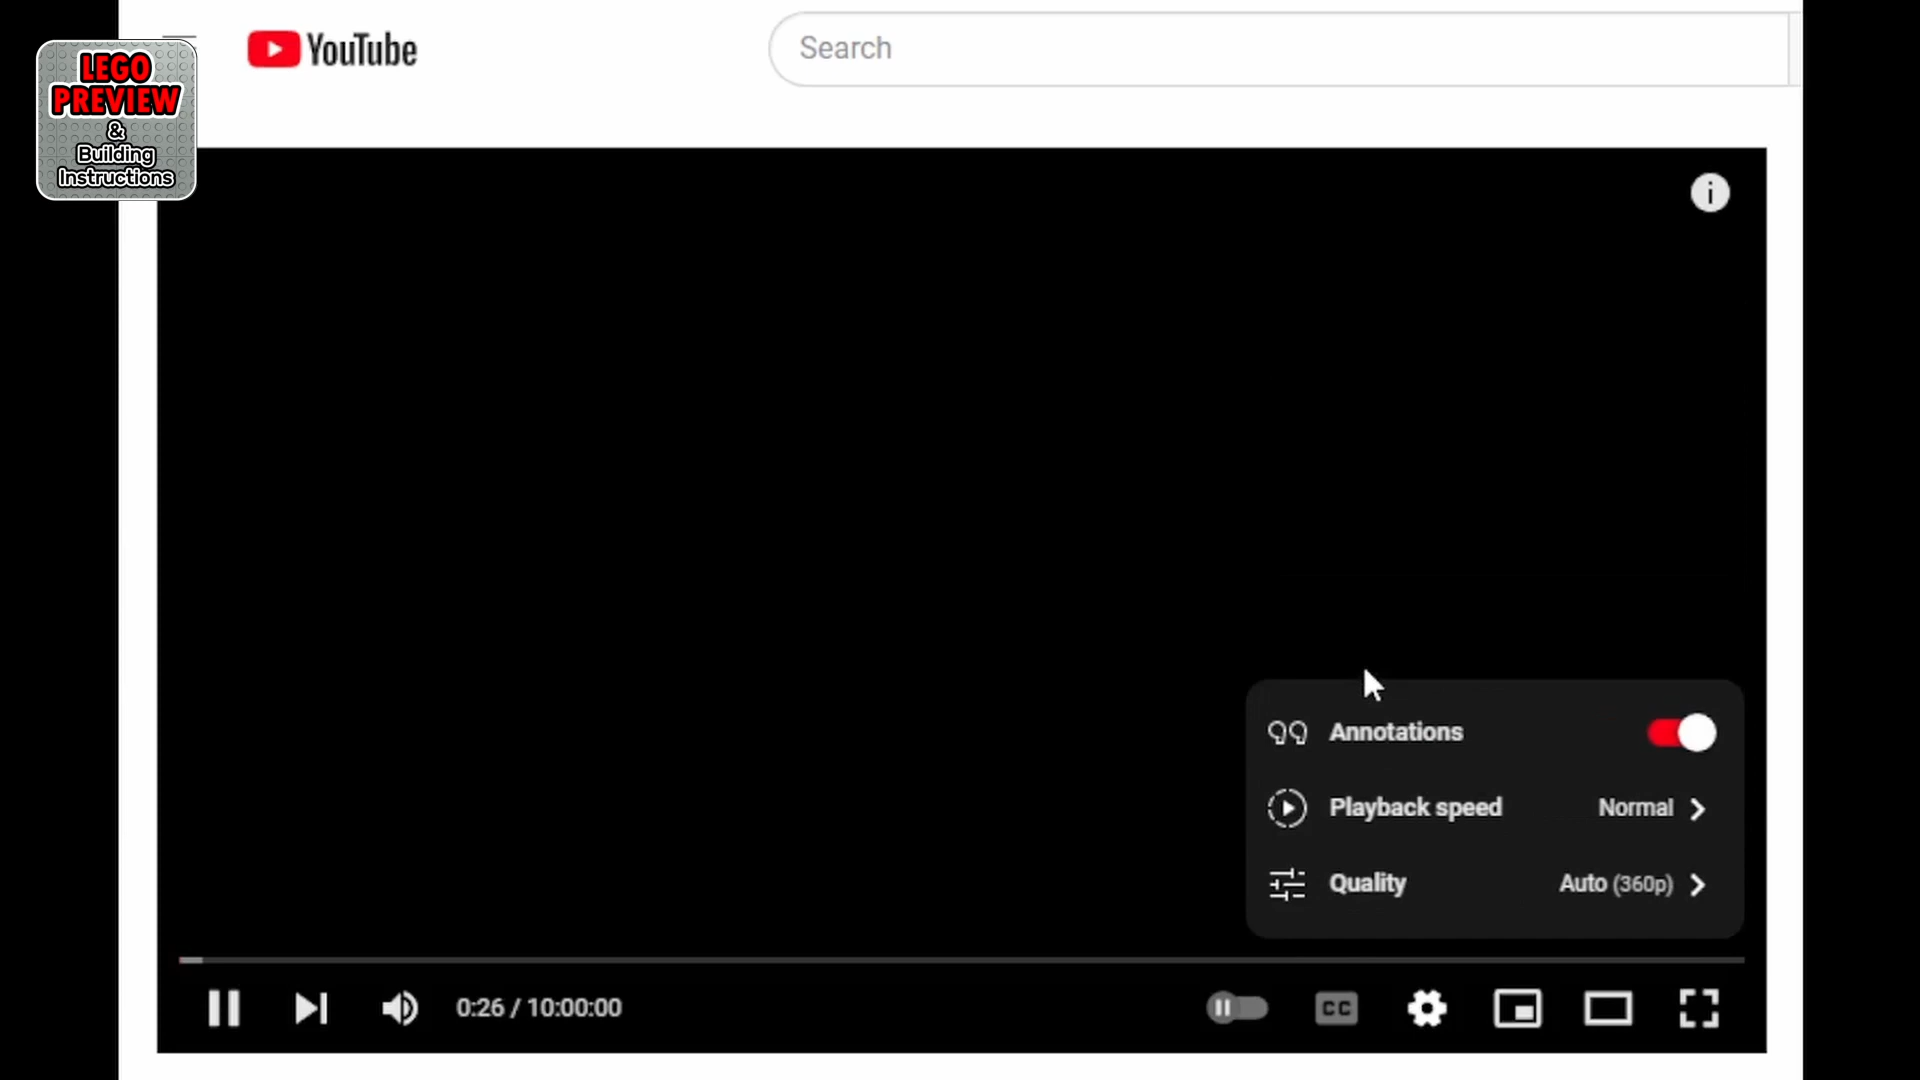 LEGO
PREVIEW
&
Building
Instructions
YouTube
Search
i
Annotations
Playback speed Normal
Quality Auto (360p)
0:26 / 10:00:00
CC